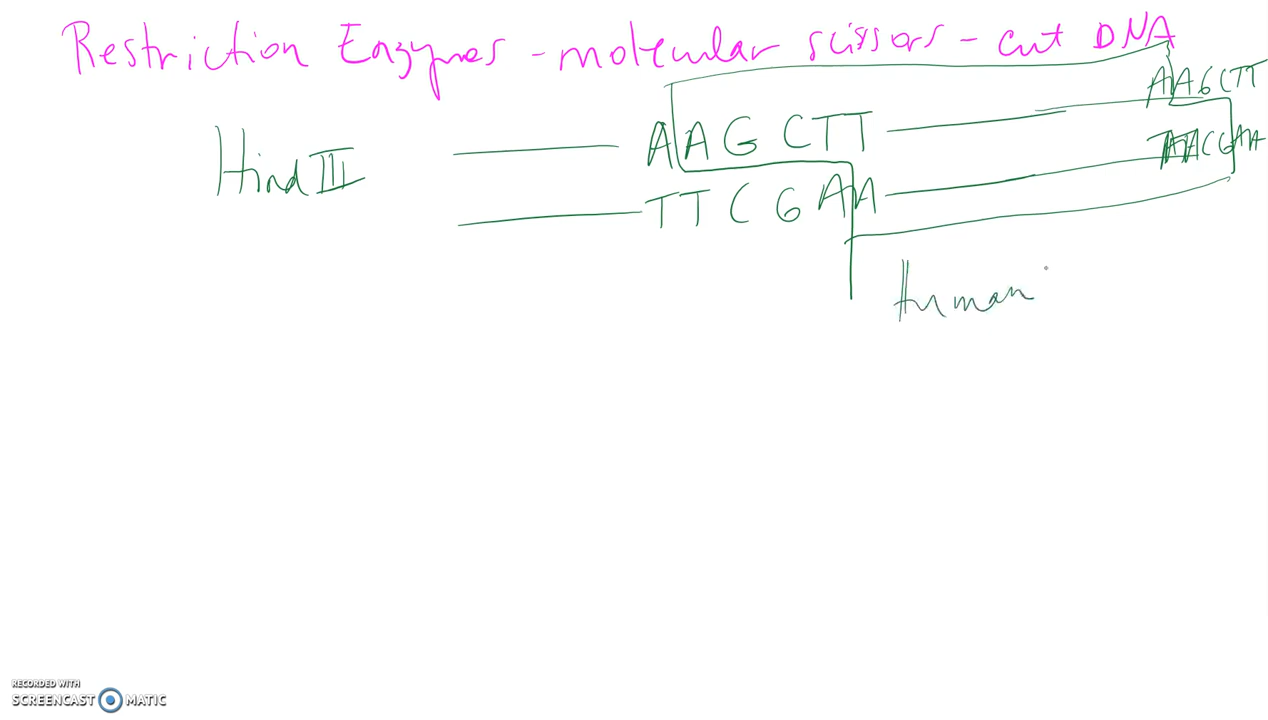 Restriction Enzymes - molecular scissors - cut DNA
AAGCTT
Hind III
AAGCTT
TTCGAA
Human
RECORDED WITH
SCREENCAST MATIC